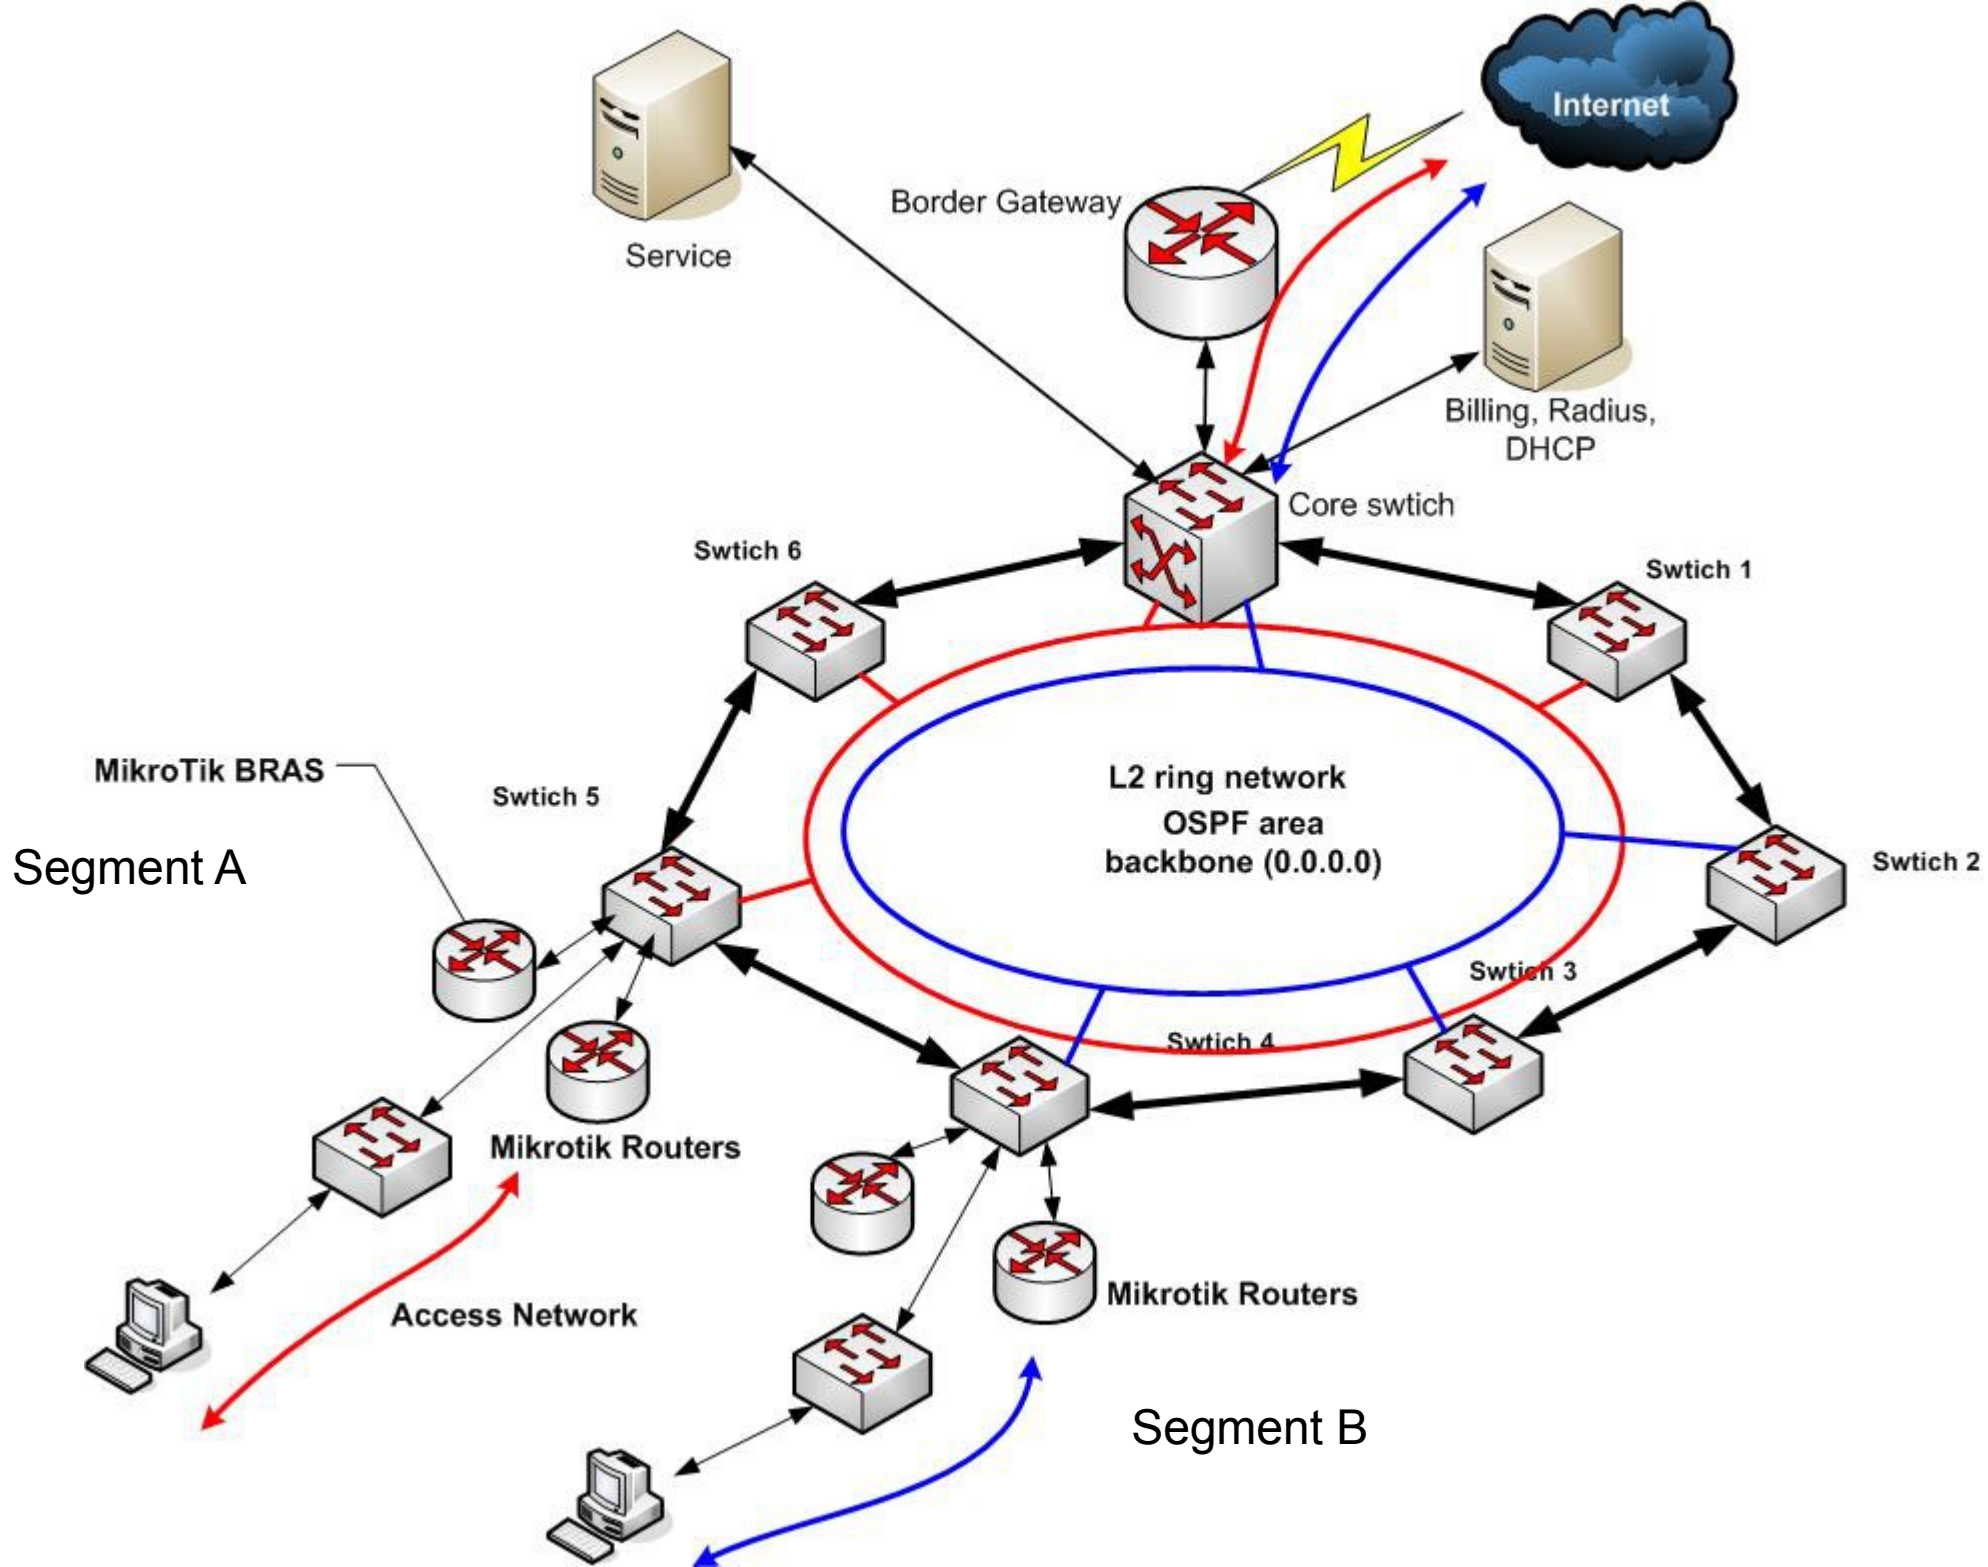 Internet
Border Gateway
Service
Billing, Radius,
DHCP
Core swtich
Swtich 6
Swtich 1
MikroTik BRAS
L2 ring network
OSPF area
backbone (0.0.0.0)
Swtich 5
Segment A
Swtich 2
Swtich 3
Swtich 4
Mikrotik Routers
Mikrotik Routers
Access Network
Segment B